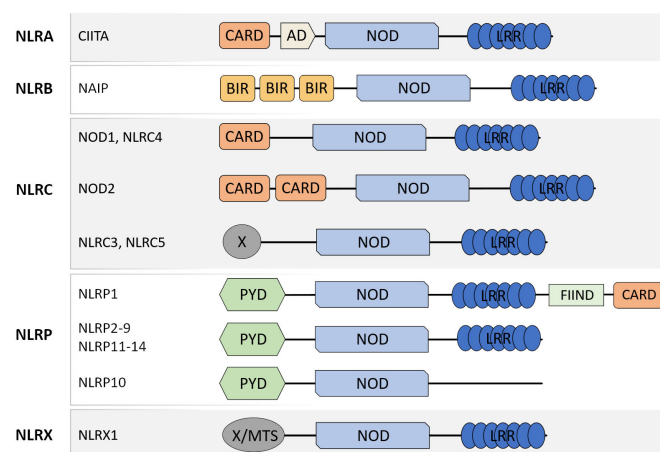 NLRA CIITA CARD AD NOD LRR
NLRB NAIP BIR BIR BIR NOD LRR
NOD1, NLRC4 CARD NOD LRR
NLRC NOD2 CARD CARD NOD LRR
NLRC3, NLRC5 X NOD LRR
NLRP1 PYD NOD LRR FIIND CARD
NLRP NLRP2-9 PYD NOD LRR
NLRP11-14
NLRP10 PYD NOD
NLRX NLRX1 X/MTS NOD LRR